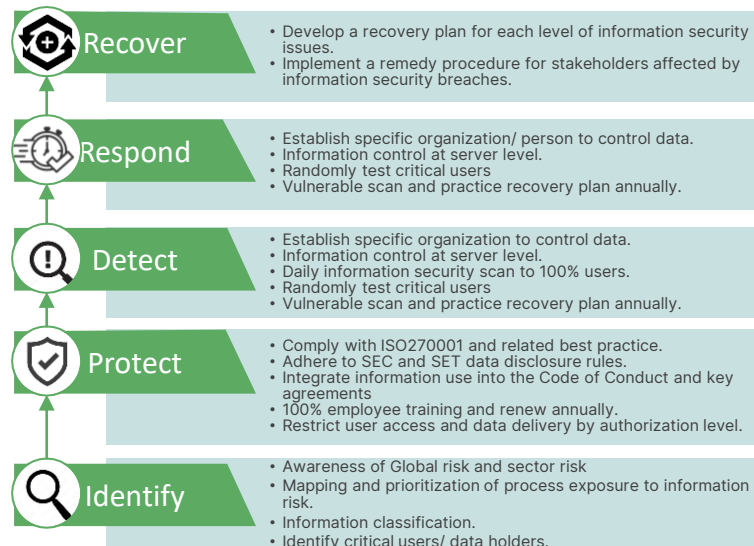 Recover
• Develop a recovery plan for each level of information security
issues.
• Implement a remedy procedure for stakeholders affected by
information security breaches.
Respond
• Establish specific organization/ person to control data.
• Information control at server level.
• Randomly test critical users
• Vulnerable scan and practice recovery plan annually.
Detect
• Establish specific organization to control data.
• Information control at server level.
• Daily information security scan to 100% users.
• Randomly test critical users
• Vulnerable scan and practice recovery plan annually.
Protect
• Comply with ISO270001 and related best practice.
• Adhere to SEC and SET data disclosure rules.
• Integrate information use into the Code of Conduct and key
agreements
• 100% employee training and renew annually.
• Restrict user access and data delivery by authorization level.
Identify
• Awareness of Global risk and sector risk
• Mapping and prioritization of process exposure to information
risk.
• Information classification.
• Identify critical users/ data holders.